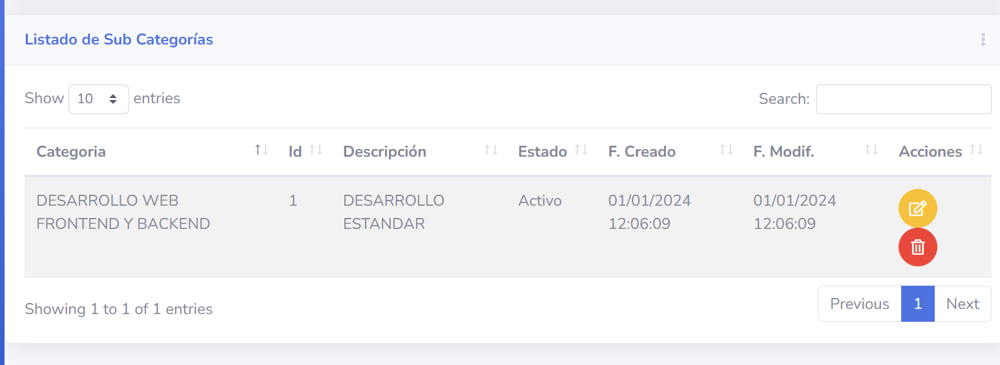 Listado de Sub Categorías
Show 10 entries
Search:
Categoria Id Descripción Estado F. Creado F. Modif. Acciones
DESARROLLO WEB 1 DESARROLLO Activo 01/01/2024 01/01/2024
FRONTEND Y BACKEND ESTANDAR 12:06:09 12:06:09
Showing 1 to 1 of 1 entries
Previous 1 Next